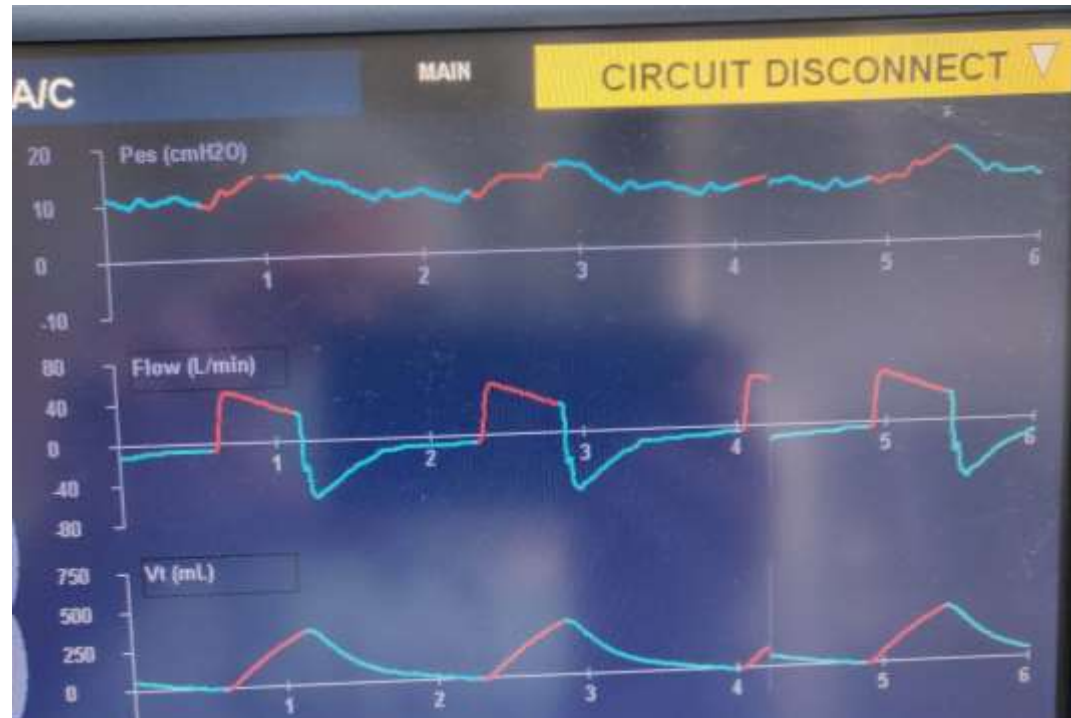 A/C
MAIN
CIRCUIT DISCONNECT
Pes (cmH2O)
20
10
0
-10
1 2 3 4 5 6
Flow (L/min)
80
40
0
-40
-80
1 2 3 4 5 6
Vt (mL)
750
500
250
0
1 2 3 4 5 6